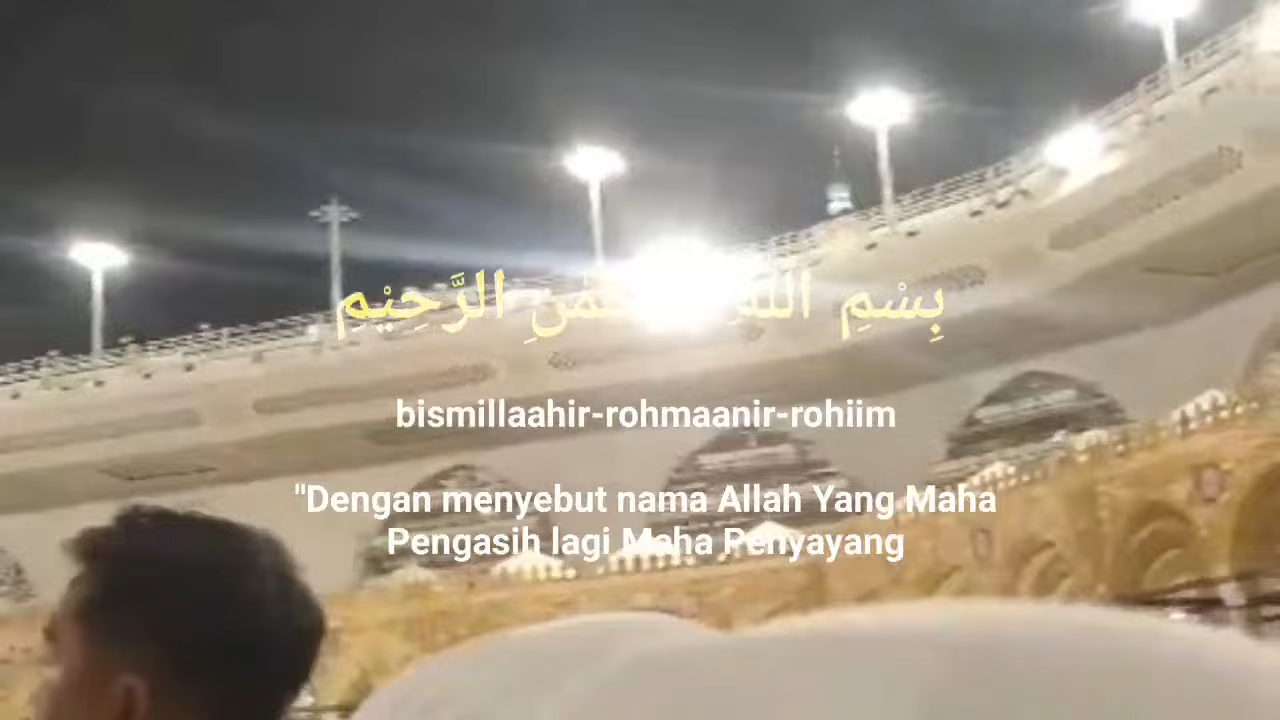 بِسْمِ اللهِ الرَّحِيْمِ
bismillaahir-rohmaanir-rohiim
"Dengan menyebut nama Allah Yang Maha
Pengasih lagi Maha Penyayang